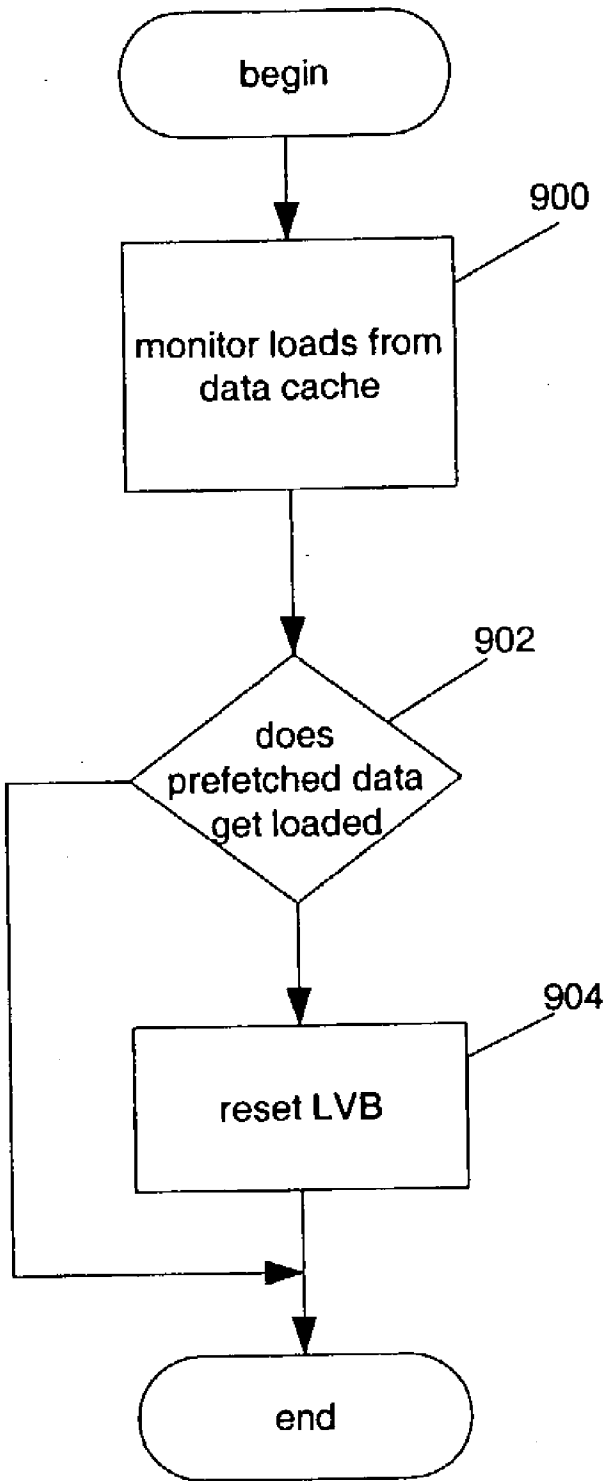 begin
900
monitor loads from
data cache
902
does
prefetched data
get loaded
904
reset LVB
end